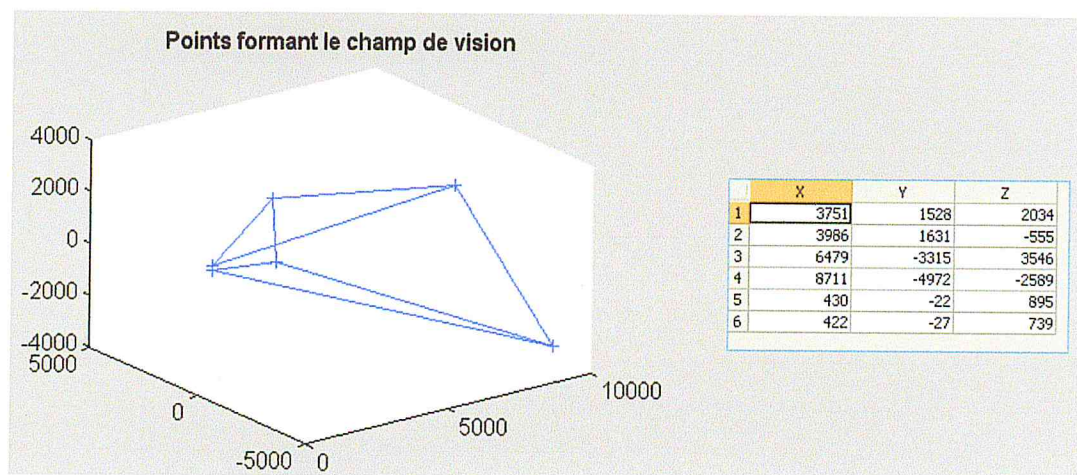 Points formant le champ de vision
4000
2000
0
-2000
-4000
5000
0
-5000
0
5000
10000
X Y Z
1 3751 1528 2034
2 3986 1631 -555
3 6479 -3315 3546
4 8711 -4972 -2589
5 430 -22 895
6 422 -27 739